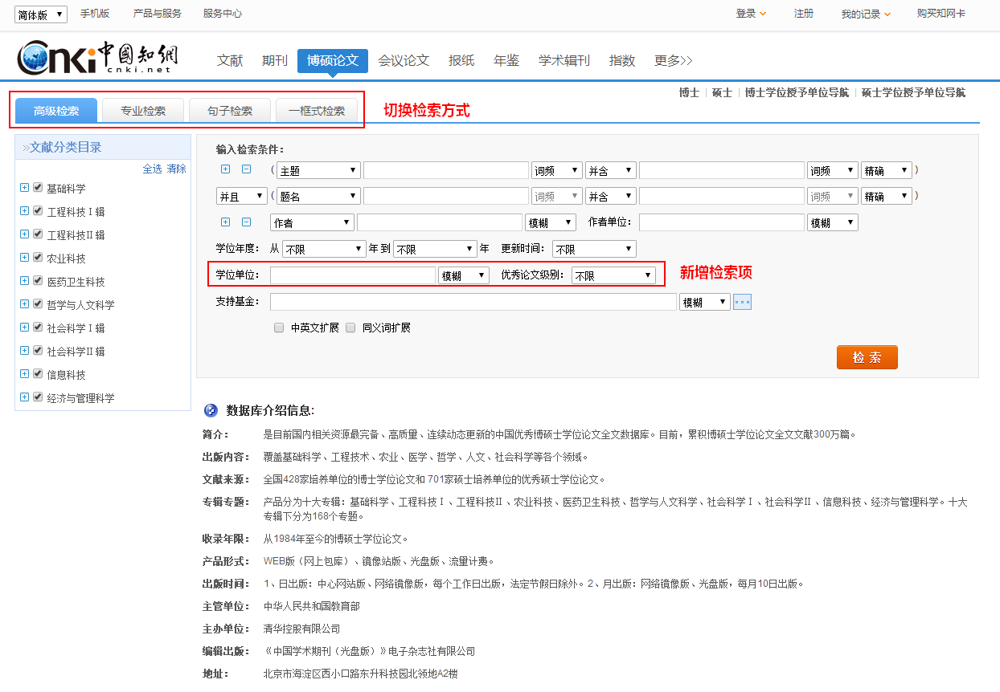 简体版 手机版 产品与服务 服务中心 登录 注册 我的记录 购买知网卡
Cnki 中國知網
cnki.net
文献 期刊 博硕论文 会议论文 报纸 年鉴 学术辑刊 指数 更多>>
博士 | 硕士 | 博士学位授予单位导航 | 硕士学位授予单位导航
高级检索 专业检索 句子检索 一框式检索 切换检索方式
»文献分类目录
全选 清除
基础科学
工程科技Ⅰ辑
工程科技II辑
农业科技
医药卫生科技
哲学与人文科学
社会科学Ⅰ辑
社会科学II辑
信息科技
经济与管理科学
输入检索条件:
( 主题 词频 并含 词频 精确 )
并且 ( 题名 词频 并含 词频 精确 )
作者 模糊 作者单位: 模糊
学位年度: 从 不限 年 到 不限 年 更新时间: 不限
学位单位: 模糊 优秀论文级别: 不限 新增检索项
支持基金: 模糊
中英文扩展 同义词扩展
检 索
数据库介绍信息:
简介: 是目前国内相关资源最完备、高质量、连续动态更新的中国优秀博硕士学位论文全文数据库。目前，累积博硕士学位论文全文文献300万篇。
出版内容: 覆盖基础科学、工程技术、农业、医学、哲学、人文、社会科学等各个领域。
文献来源: 全国428家培养单位的博士学位论文和 701家硕士培养单位的优秀硕士学位论文。
专辑专题: 产品分为十大专辑：基础科学、工程科技Ⅰ、工程科技Ⅱ、农业科技、医药卫生科技、哲学与人文科学、社会科学Ⅰ、社会科学Ⅱ、信息科技、经济与管理科学。十大
专辑下分为168个专题。
收录年限: 从1984年至今的博硕士学位论文。
产品形式: WEB版（网上包库）、镜像站版、光盘版、流量计费。
出版时间: 1、日出版：中心网站版、网络镜像版，每个工作日出版，法定节假日除外。2、月出版：网络镜像版、光盘版，每月10日出版。
主管单位: 中华人民共和国教育部
主办单位: 清华控股有限公司
编辑出版: 《中国学术期刊（光盘版）》电子杂志社有限公司
地址: 北京市海淀区西小口路东升科技园北领地A2楼